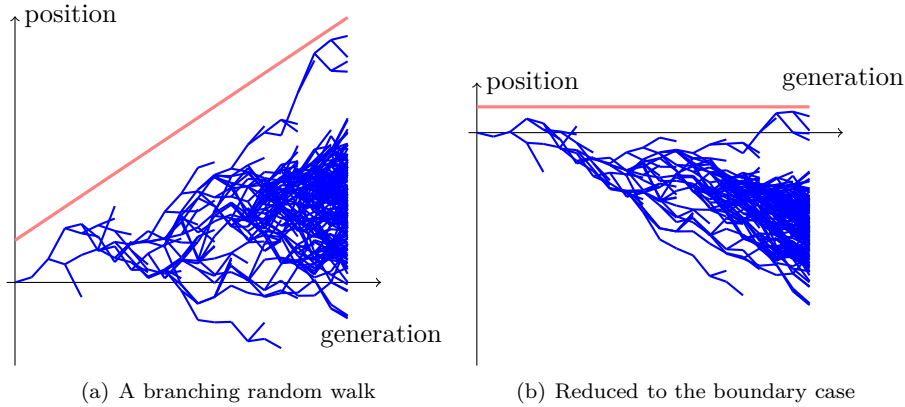 position
generation
(a) A branching random walk
position
generation
(b) Reduced to the boundary case